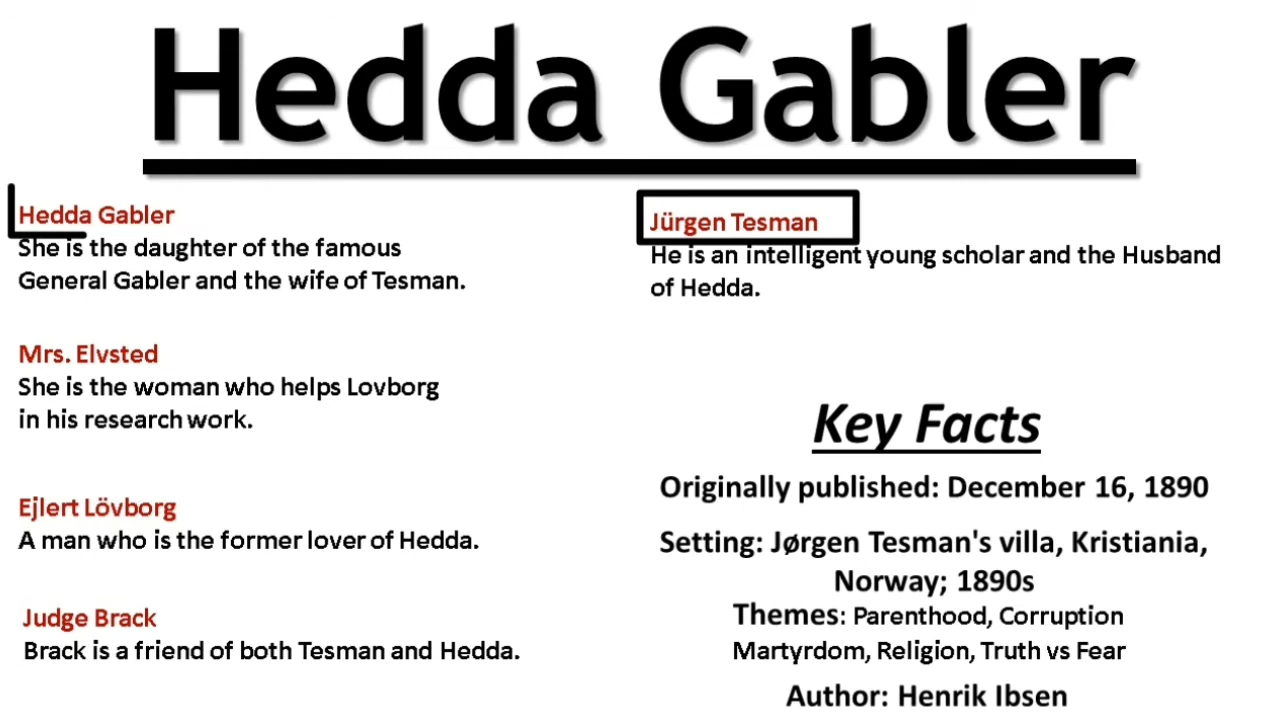 Hedda Gabler
Hedda Gabler
She is the daughter of the famous
General Gabler and the wife of Tesman.
Mrs. Elvsted
She is the woman who helps Lovborg
in his research work.
Ejlert Lövborg
A man who is the former lover of Hedda.
Judge Brack
Brack is a friend of both Tesman and Hedda.
Jürgen Tesman
He is an intelligent young scholar and the Husband
of Hedda.
Key Facts
Originally published: December 16, 1890
Setting: Jørgen Tesman's villa, Kristiania,
Norway; 1890s
Themes: Parenthood, Corruption
Martyrdom, Religion, Truth vs Fear
Author: Henrik Ibsen